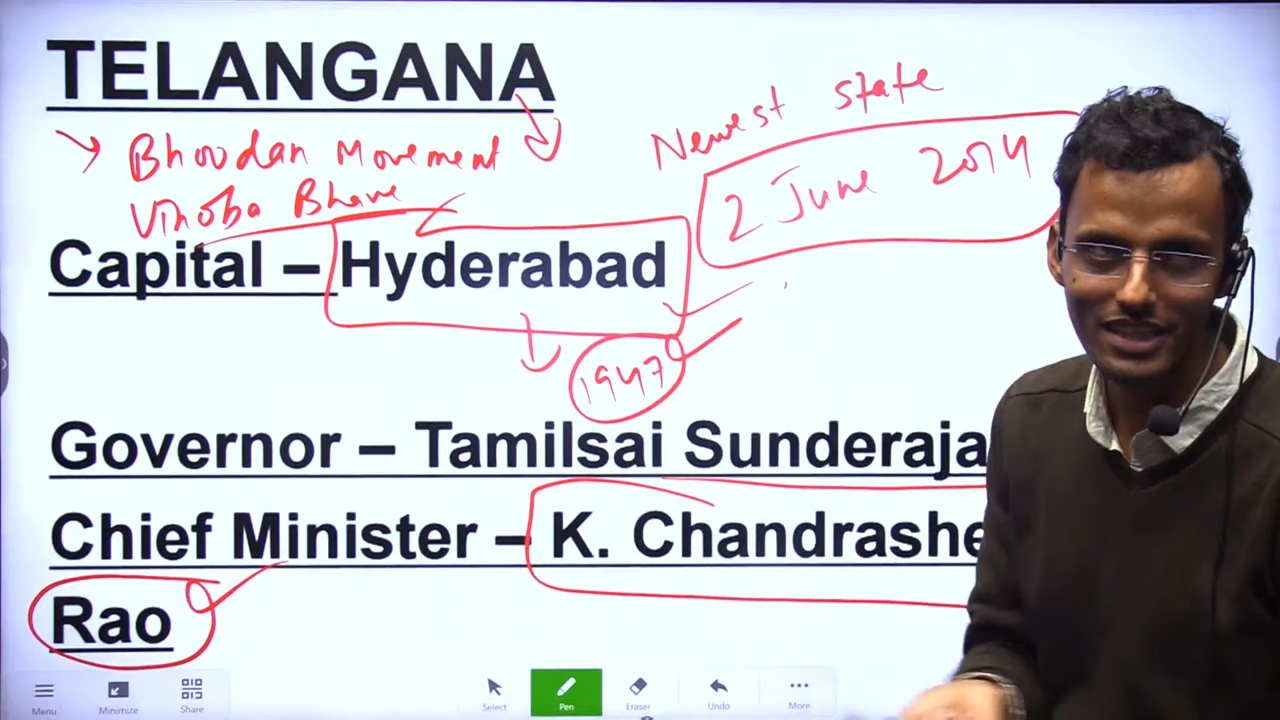 TELANGANA
Newest state
Bhoodan Movement
2 June 2014
Vinoba Bhave
Capital – Hyderabad
1947
Governor – Tamilsai Sunderaja
Chief Minister – K. Chandrashe
Rao
Menu
Minimize
Share
Select
Pen
Eraser
Undo
More